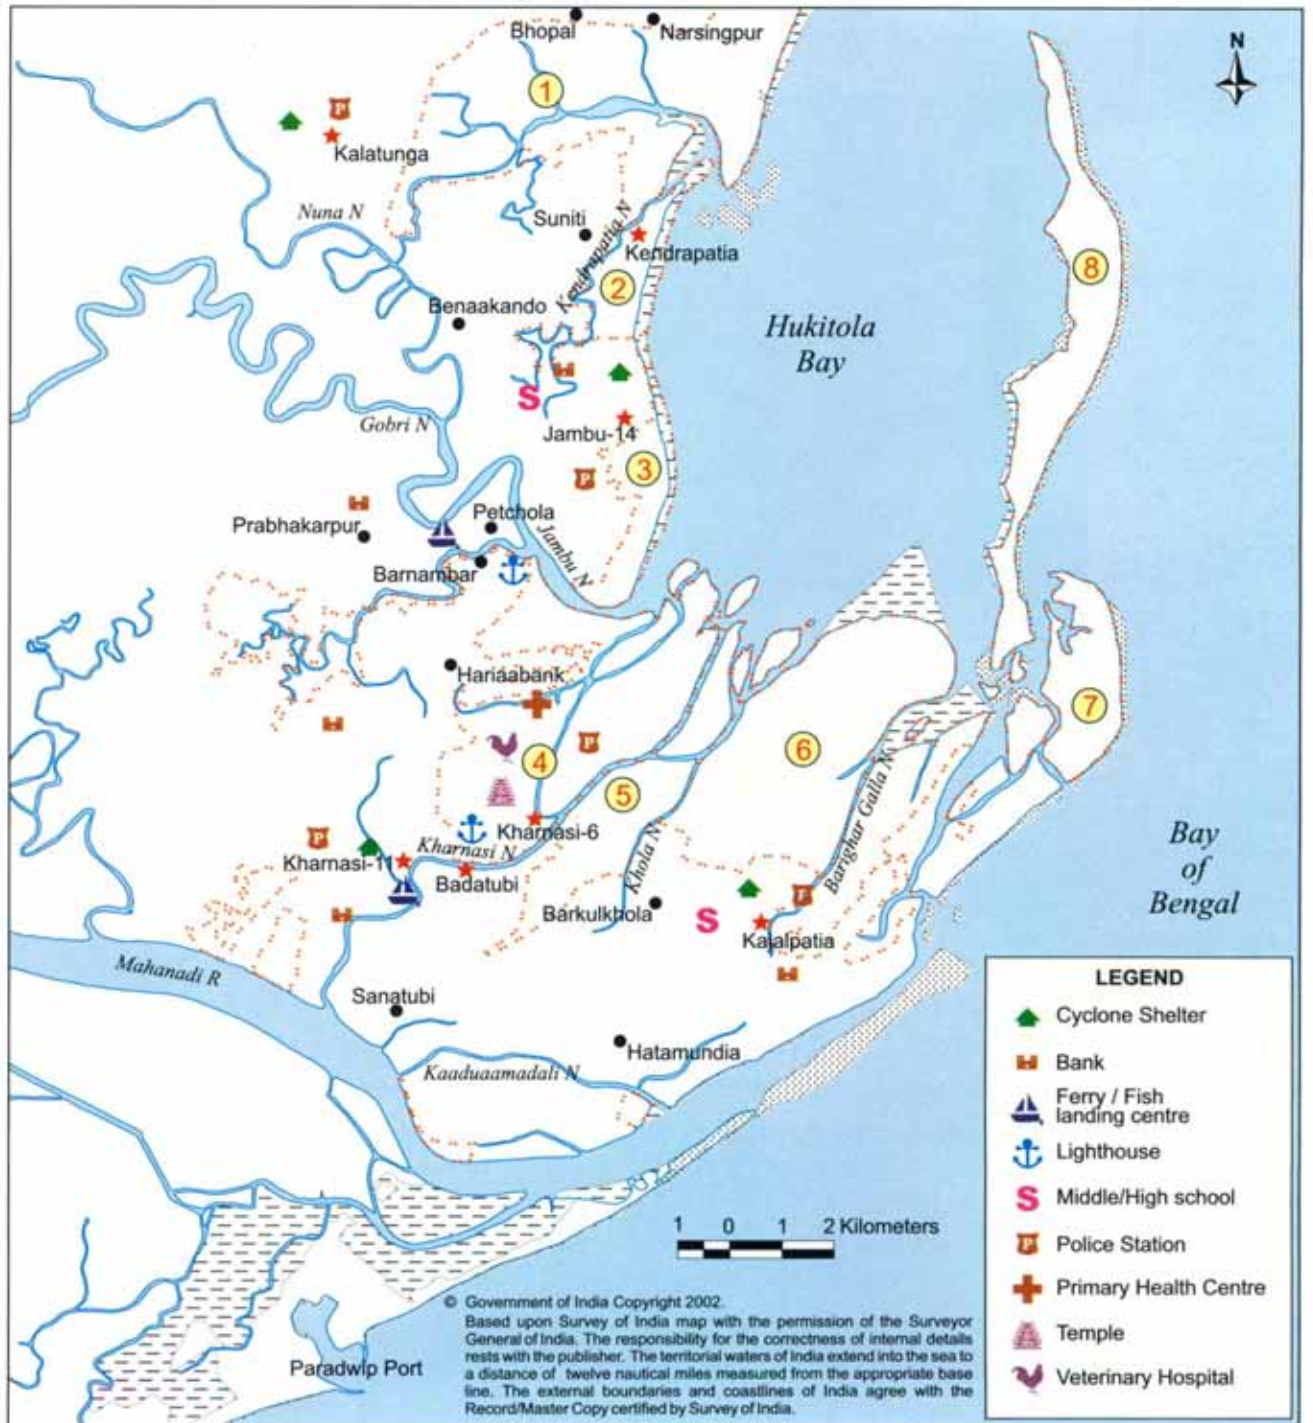 Bhopal
Narsingpur
N
1
P
Kalatunga
Nuna N
Suniti
Kendrapatia N
Kendrapatia
2
8
Benaakando
Hukitola
Bay
S
Gobri N
Jambu-14
3
P
Prabhakarpur
Petchola
Jambu N
Barnambar
Hariaabank
7
P
4
6
5
Barighar Galla N
Kharnasi-6
P
Kharnasi N
Kharnasi-11
Badatubi
Khola N
Bay
of
Bengal
P
Barkulkhola
S
Kajalpatia
Mahanadi R
Sanatubi
Hatamundia
Kaaduaamadali N
LEGEND
Cyclone Shelter
Bank
Ferry / Fish
landing centre
Lighthouse
S Middle/High school
P Police Station
Primary Health Centre
Temple
Veterinary Hospital
1 0 1 2 Kilometers
© Government of India Copyright 2002.
Based upon Survey of India map with the permission of the Surveyor
General of India. The responsibility for the correctness of internal details
rests with the publisher. The territorial waters of India extend into the sea to
a distance of twelve nautical miles measured from the appropriate base
line. The external boundaries and coastlines of India agree with the
Record/Master Copy certified by Survey of India.
Paradwip Port